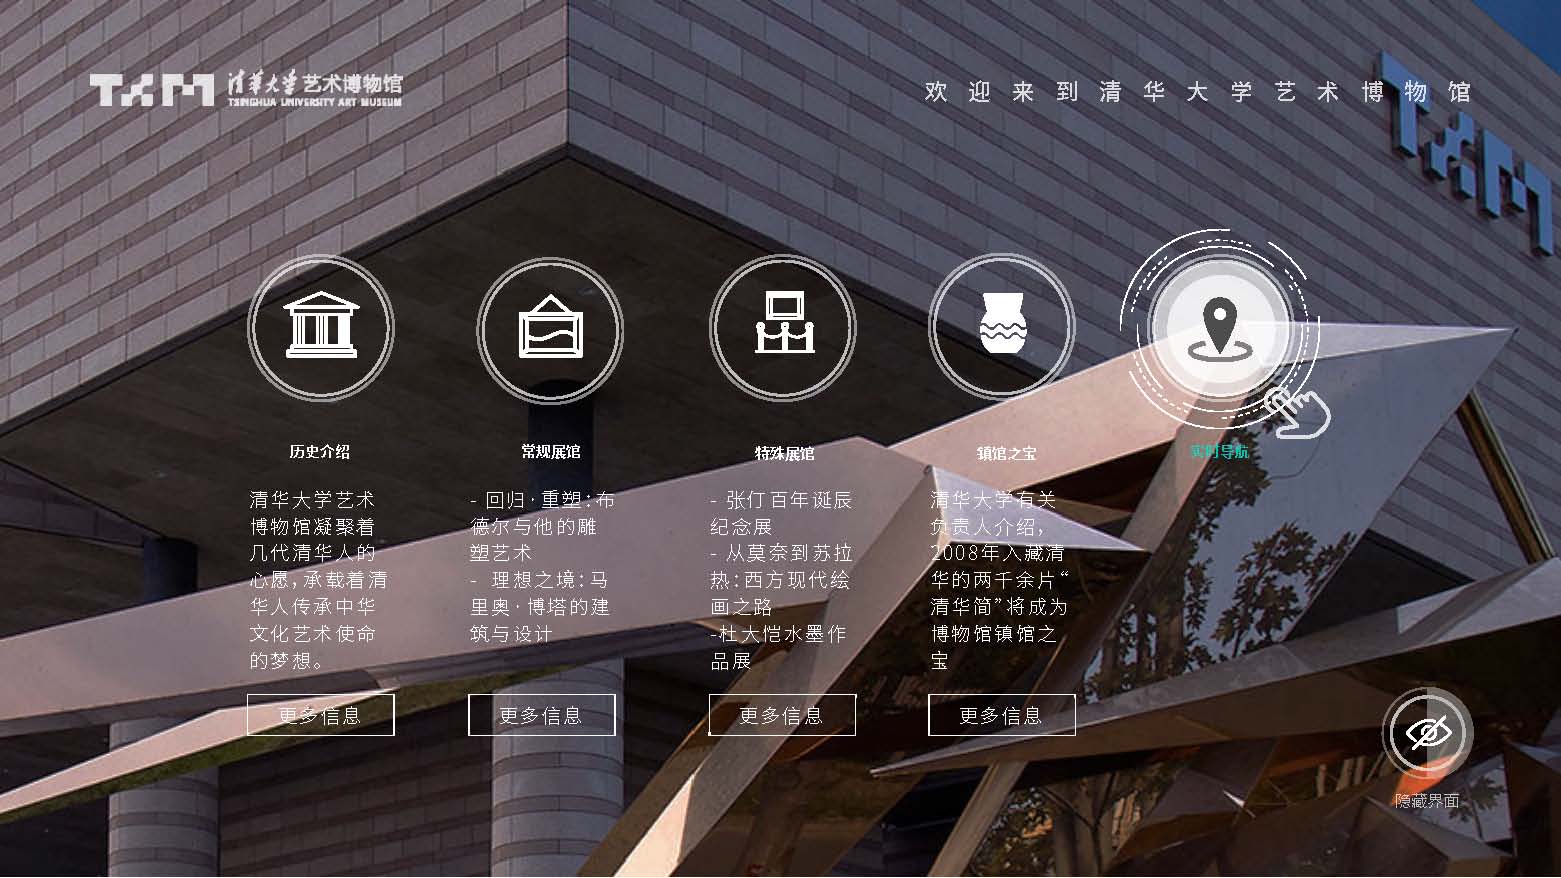 TAM 清华大学艺术博物馆
TSINGHUA UNIVERSITY ART MUSEUM
欢迎来到清华大学艺术博物馆
TAM
历史介绍
清华大学艺术
博物馆凝聚着
几代清华人的
心愿,承载着清
华人传承中华
文化艺术使命
的梦想。
更多信息
常规展馆
- 回归·重塑:布
德尔与他的雕
塑艺术
- 理想之境:马
里奥·博塔的建
筑与设计
更多信息
特殊展馆
- 张仃百年诞辰
纪念展
- 从莫奈到苏拉
热:西方现代绘
画之路
-杜大恺水墨作
品展
更多信息
镇馆之宝
清华大学有关
负责人介绍,
2008年入藏清
华的两千余片“
清华简”将成为
博物馆镇馆之
宝
更多信息
实时导航
隐藏界面